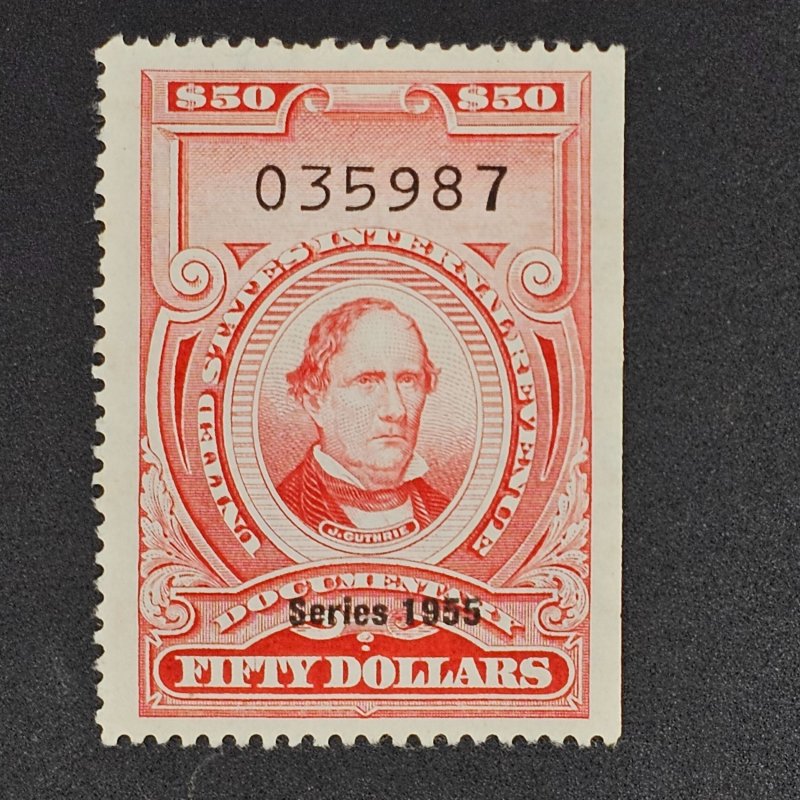 $50 $50
035987
UNITED STATES INTERNAL REVENUE
J. GUTHRIE
DOCUMENTARY
Series 1955
FIFTY DOLLARS